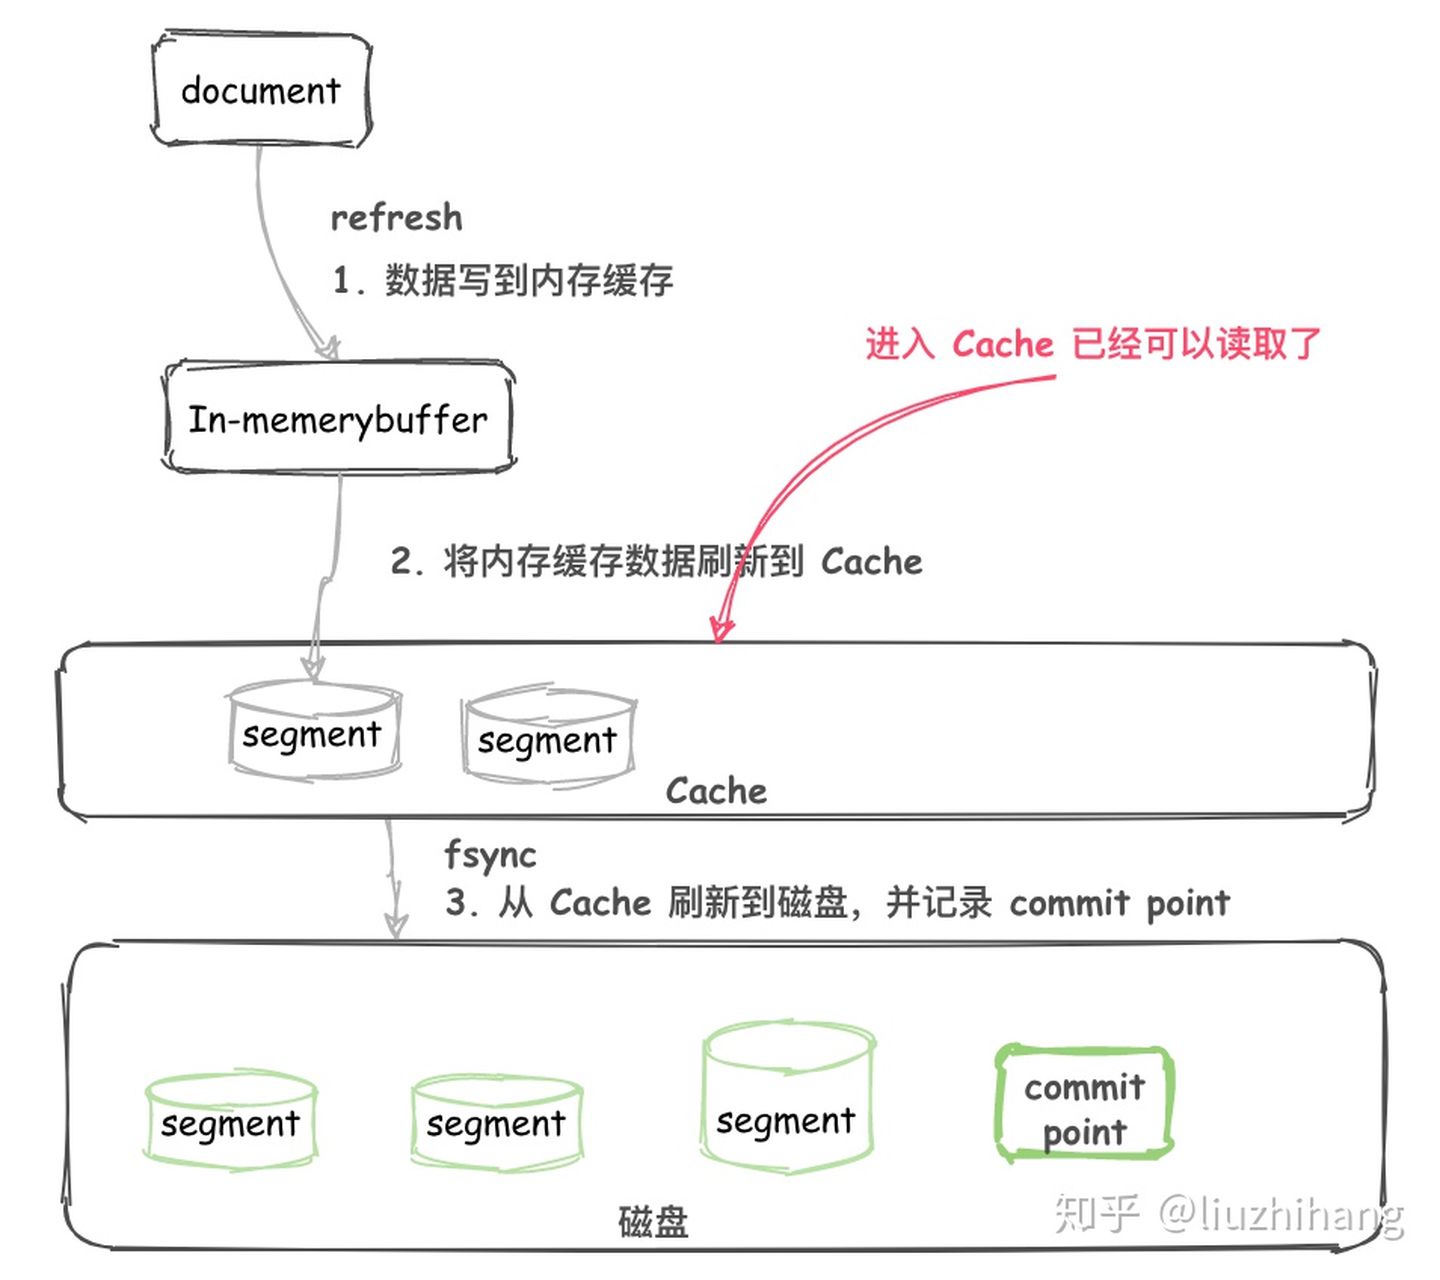 document
refresh
1. 数据写到内存缓存
进入 Cache 已经可以读取了
In-memerybuffer
2. 将内存缓存数据刷新到 Cache
segment
segment
Cache
fsync
3. 从 Cache 刷新到磁盘，并记录 commit point
segment
segment
segment
commit
point
磁盘
知乎 @liuzhihang